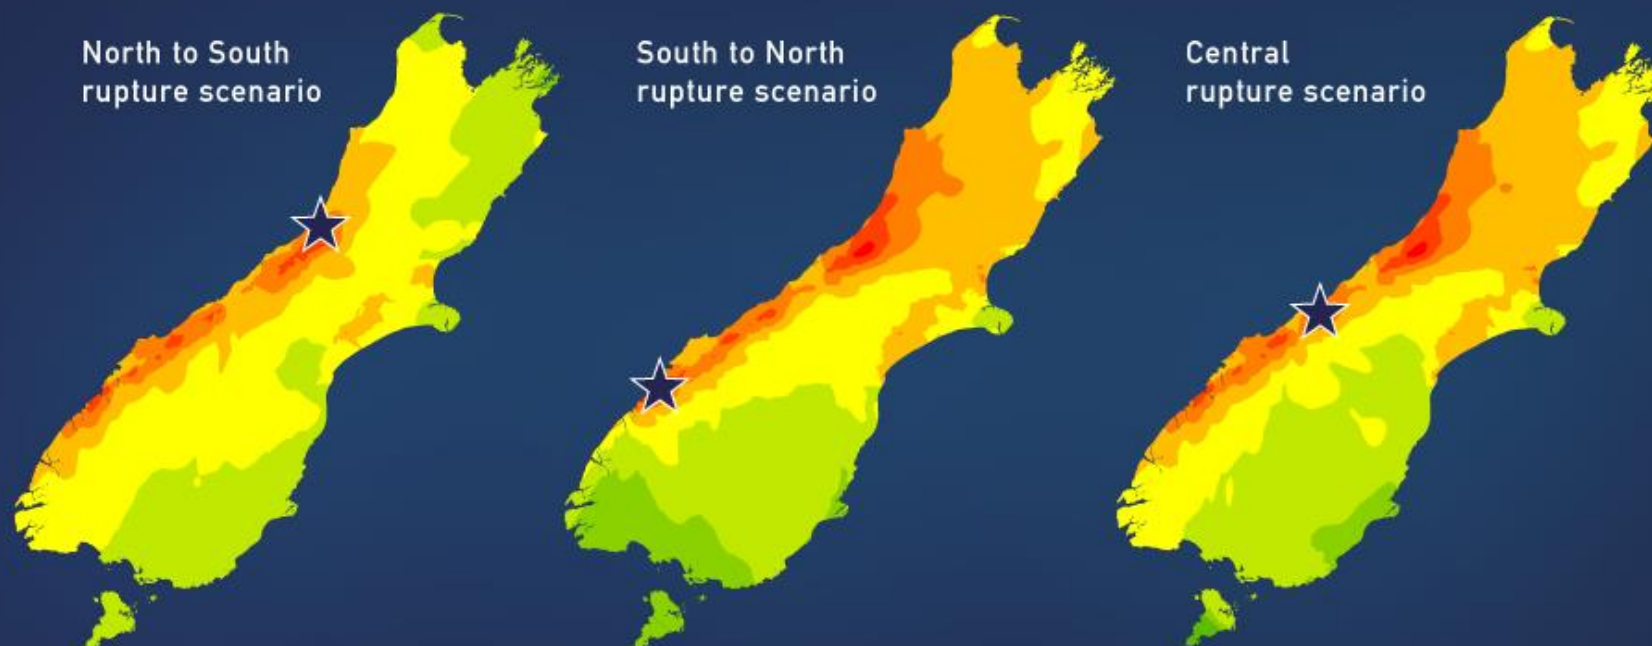 North to South
rupture scenario
South to North
rupture scenario
Central
rupture scenario